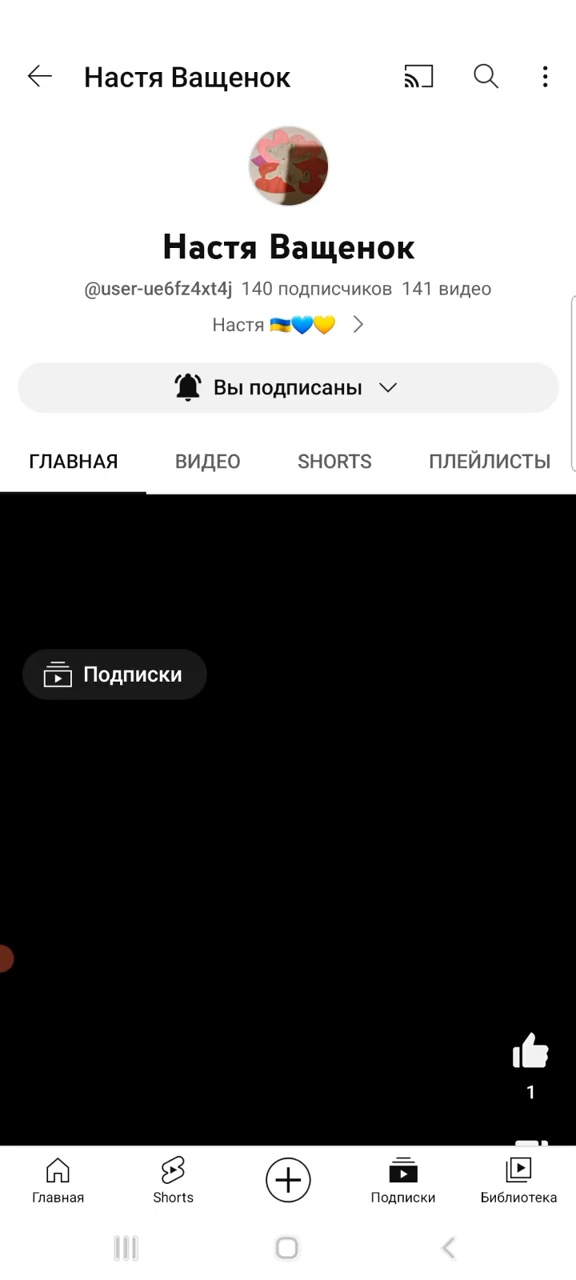 Настя Ващенок
Настя Ващенок
@user-ue6fz4xt4j 140 подписчиков 141 видео
Настя 🇺🇦💙💛
Вы подписаны
ГЛАВНАЯ ВИДЕО SHORTS ПЛЕЙЛИСТЫ
Подписки
1
Главная Shorts Подписки Библиотека